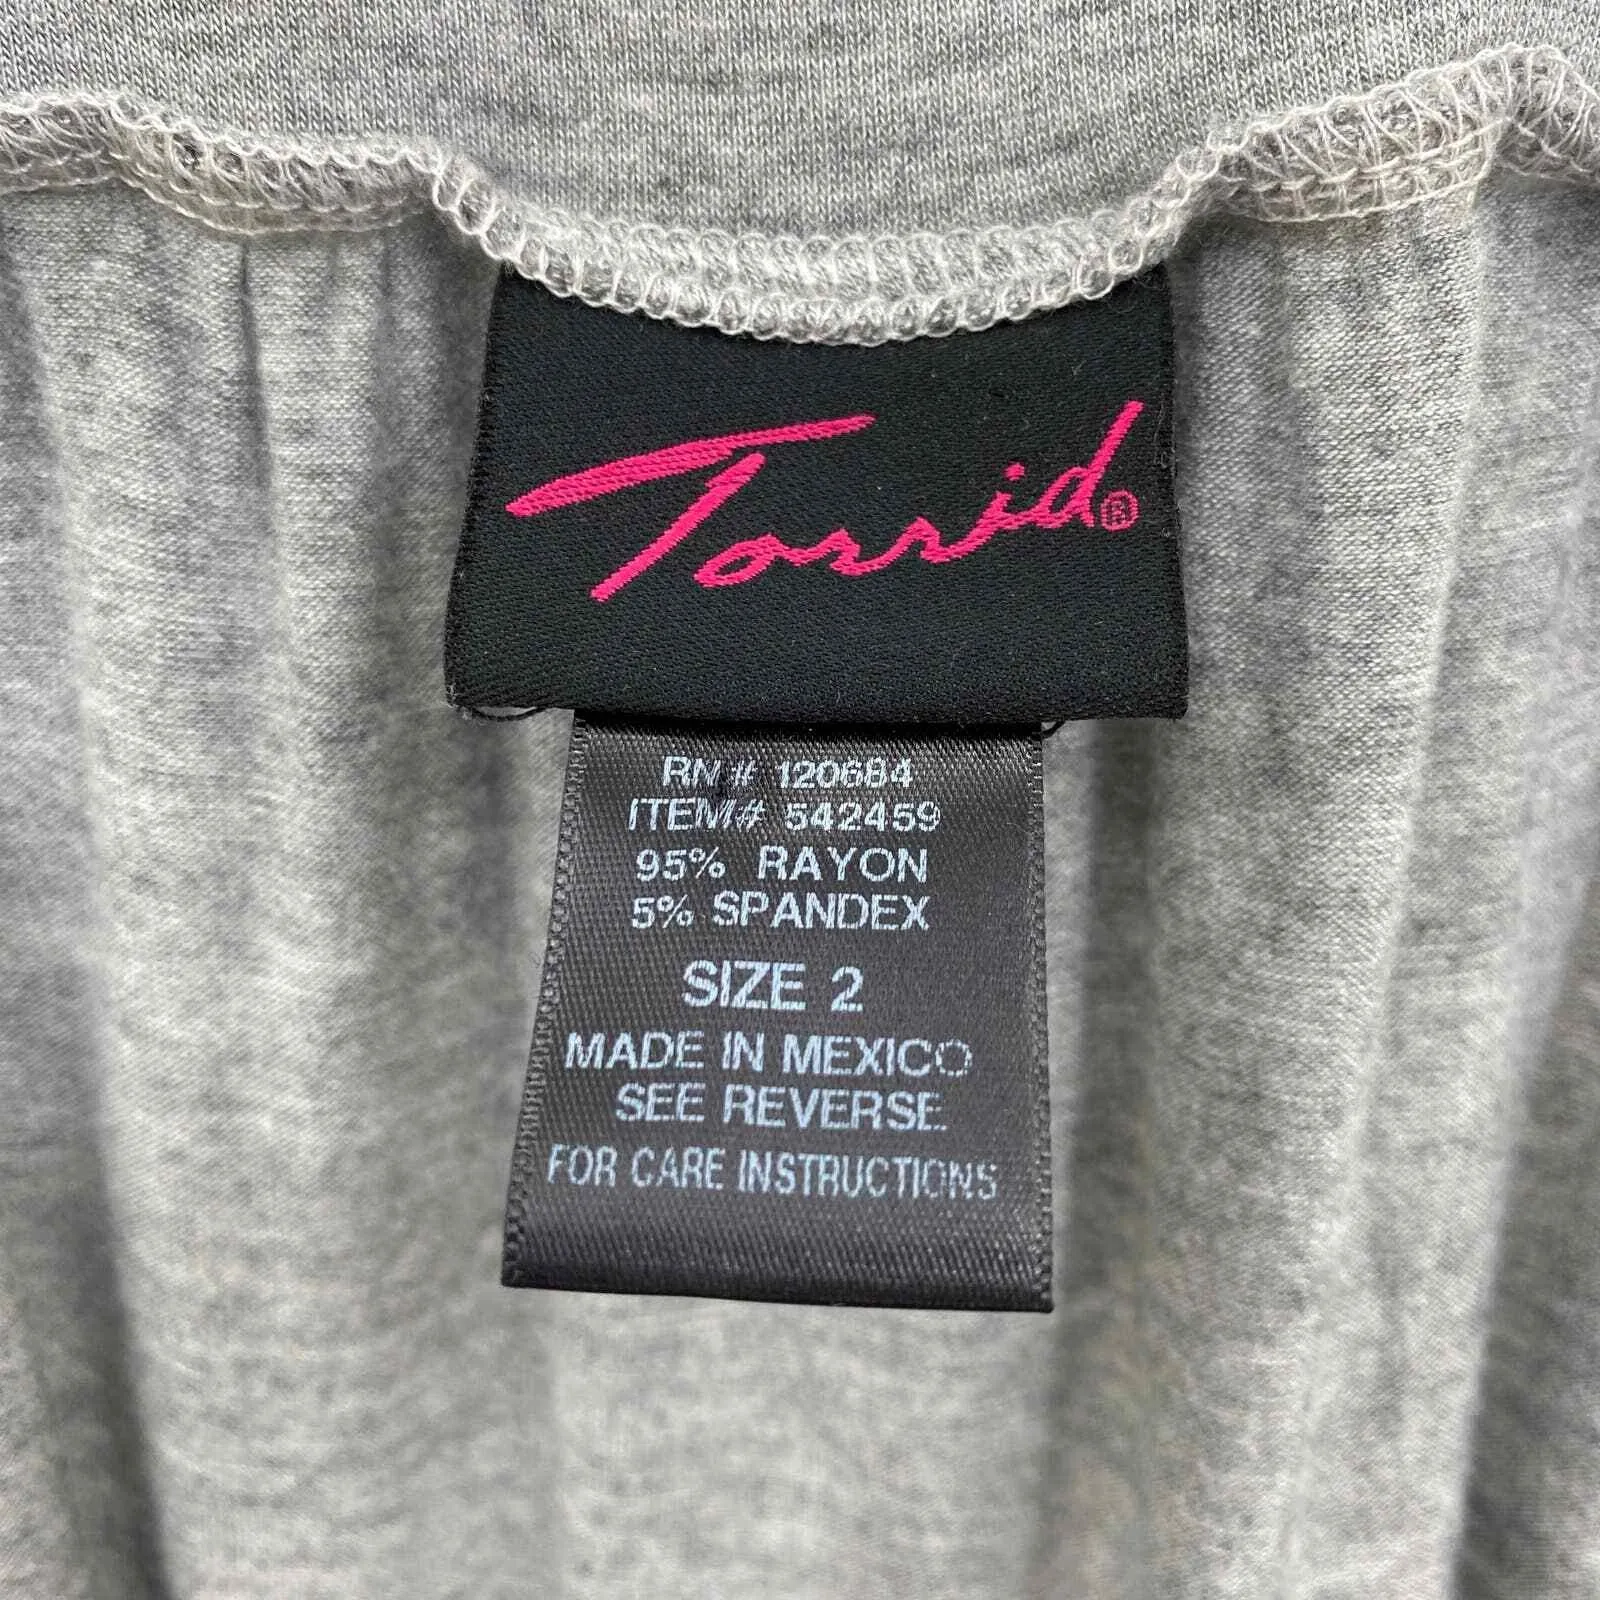 Torrid®
RN # 120684
ITEM# 542459
95% RAYON
5% SPANDEX
SIZE 2
MADE IN MEXICO
SEE REVERSE
FOR CARE INSTRUCTIONS